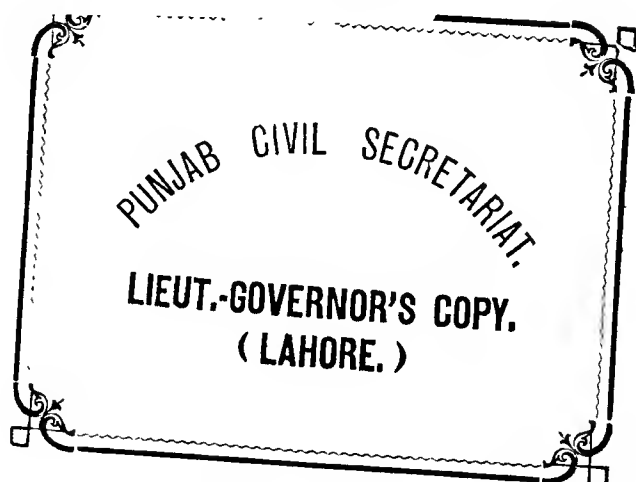 PUNJAB CIVIL SECRETARIAT.
LIEUT.-GOVERNOR'S COPY.
( LAHORE. )